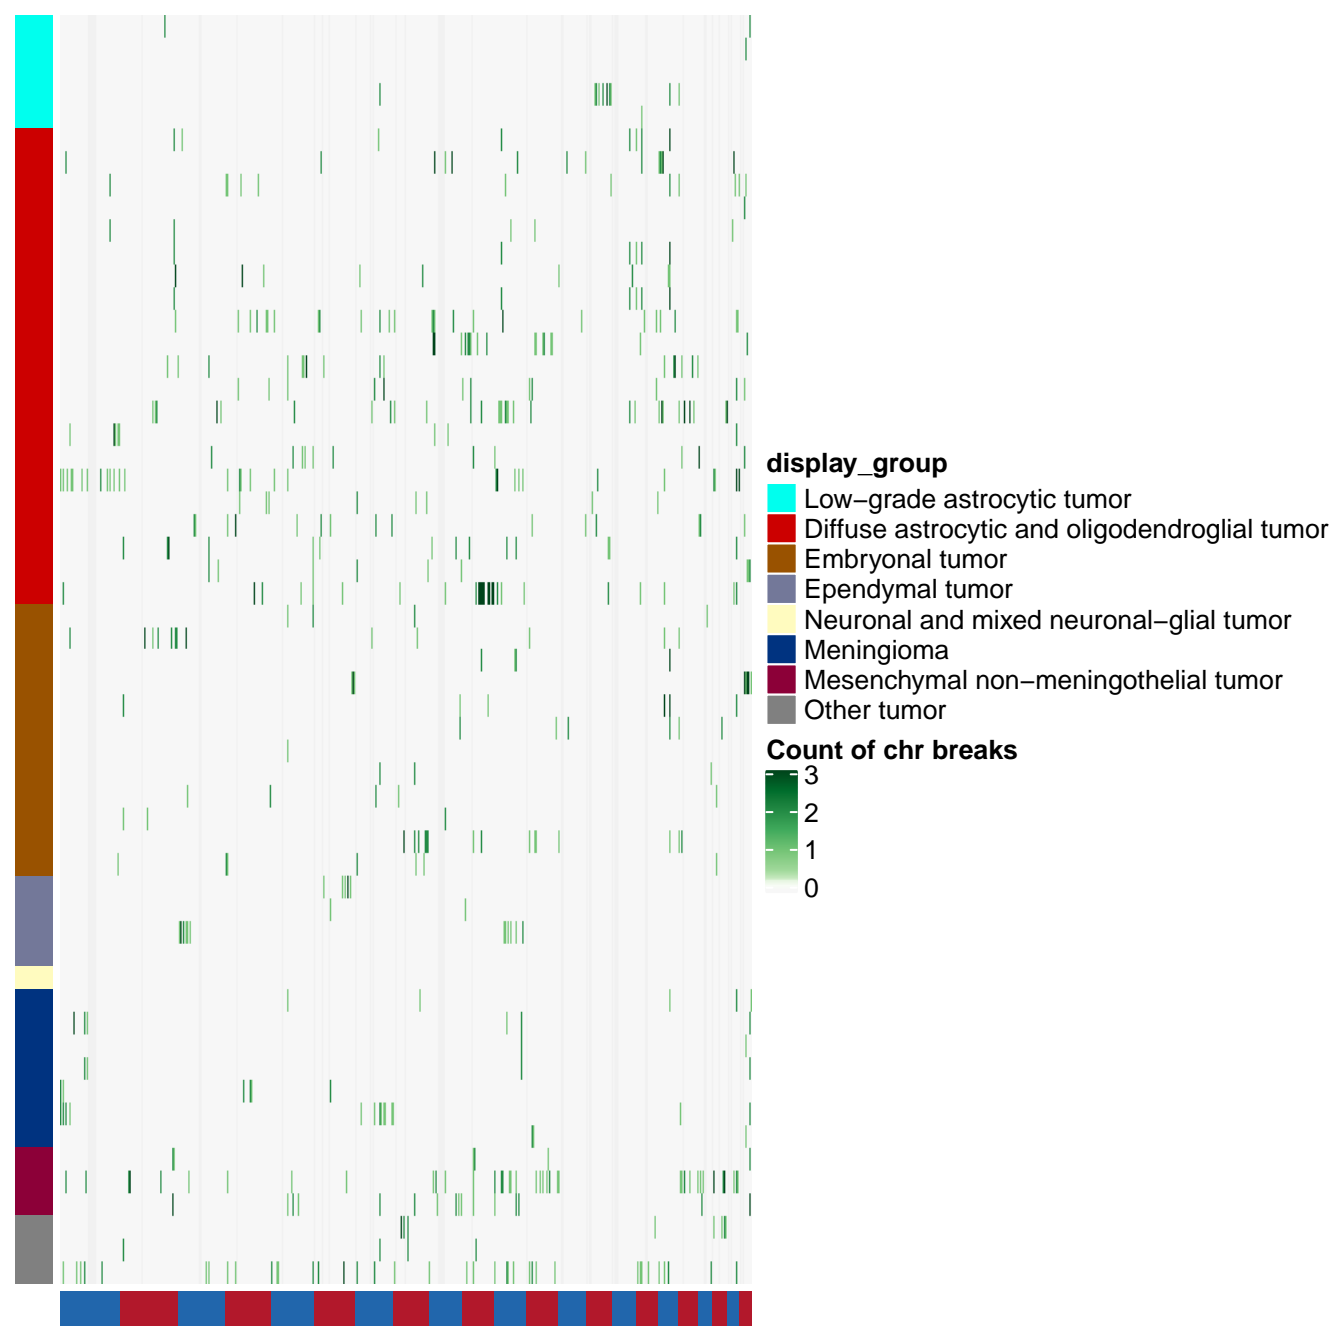 display_group
Low−grade astrocytic tumor
Diffuse astrocytic and oligodendroglial tumor
Embryonal tumor
Ependymal tumor
Neuronal and mixed neuronal−glial tumor
Meningioma
Mesenchymal non−meningothelial tumor
Other tumor
Count of chr breaks
3
2
1
0